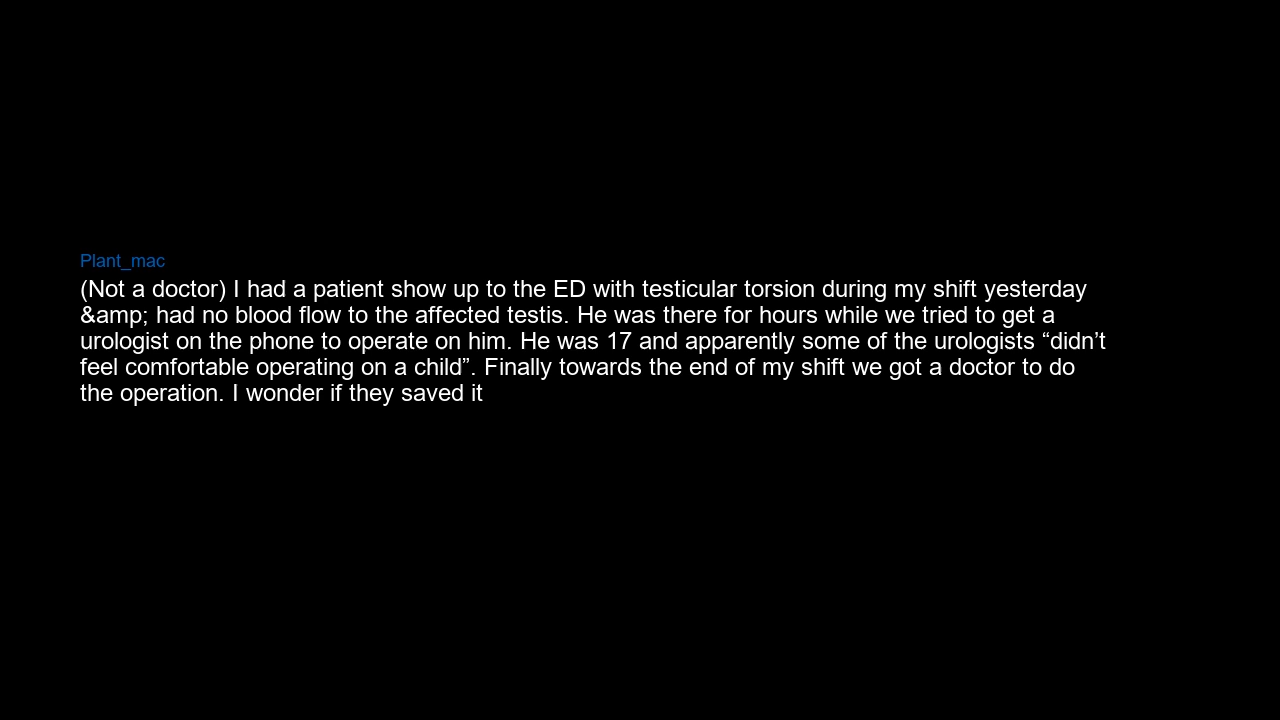 Plant_mac
(Not a doctor) I had a patient show up to the ED with testicular torsion during my shift yesterday
&amp; had no blood flow to the affected testis. He was there for hours while we tried to get a
urologist on the phone to operate on him. He was 17 and apparently some of the urologists “didn’t
feel comfortable operating on a child”. Finally towards the end of my shift we got a doctor to do
the operation. I wonder if they saved it